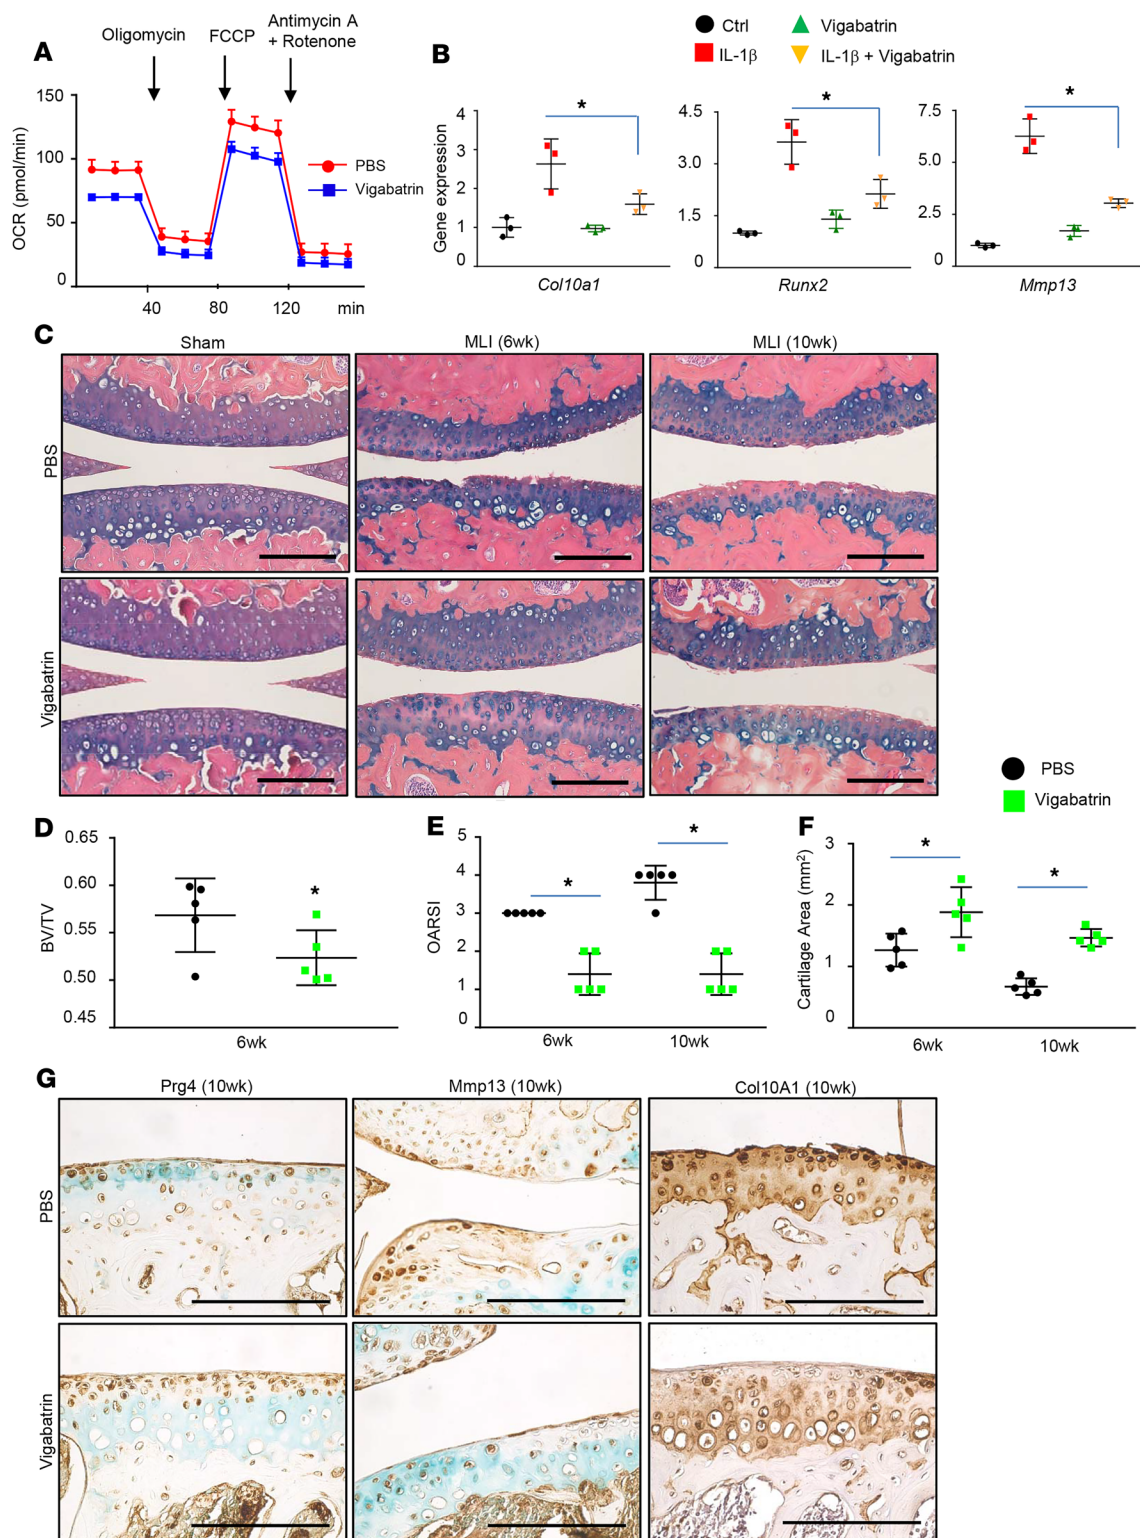 A
Oligomycin
FCCP
Antimycin A
+ Rotenone
150
100
50
0
OCR (pmol/min)
PBS
Vigabatrin
40
80
120
min
B
Ctrl
Vigabatrin
IL-1β
IL-1β + Vigabatrin
Gene expression
4
3
2
1
0
*
Col10a1
4.5
3.0
1.5
0
*
Runx2
7.5
5.0
2.5
0
*
Mmp13
C
Sham
MLI (6wk)
MLI (10wk)
PBS
Vigabatrin
PBS
Vigabatrin
D
0.65
0.60
0.55
0.50
0.45
BV/TV
*
6wk
E
5
4
3
2
1
0
OARSI
*
*
6wk
10wk
F
3
2
1
0
Cartilage Area (mm²)
*
*
6wk
10wk
G
Prg4 (10wk)
Mmp13 (10wk)
Col10A1 (10wk)
PBS
Vigabatrin